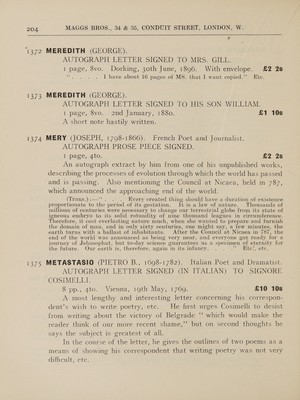 204 MAGGS BROS., 34 & 35, CONDUIT STREET, LONDON, W.
1372 MEREDITH (GEORGE).
AUTOGRAPH LETTER SIGNED TO MRS. GILL.
1 page, 8vo. Dorking, 30th June, 1896. With envelope. £2 2s
" . . . . I have about 16 pages of MS. that I want copied." Etc.
1373 MEREDITH (GEORGE).
AUTOGRAPH LETTER SIGNED TO HIS SON WILLIAM.
1 page, 8vo. 2nd January, 1880. £1 10s
A short note hastily written.
1374 MERY (JOSEPH, 1798-1866). French Poet and Journalist.
AUTOGRAPH PROSE PIECE SIGNED.
1 page, 4to. £2 2s
An autograph extract by him from one of his unpublished works,
describing the processes of evolution through which the world has passed
and is passing. Also mentioning the Council at Nicaea, held in 787,
which announced the approaching end of the world.
(Trans.):—" . Every created thing should have a duration of existence
proportionate to the period of its gestation. It is a law of nature. Thousands of
millions of centuries were necessary to change our terrestrial globe from its state of
igneous embryo to its solid rotundity of nine thousand leagues in circumference.
Therefore, it cost everlasting nature much, when she wanted to prepare and furnish
the domain of man, and in only sixty centuries, one might say, a few minutes, the
earth turns with a ballast of inhabitants. After the Council at Nicaea in 787, the
end of the world was announced as being very near, and everyone got ready for the
journey of Jehosophat, but to-day science guarantees us a specimen of eternity for
the future. Our earth is, therefore, again in its infancy. " Etc., etc.
1375 METASTASIO (PIETRO B., 1698-1782). Italian Poet and Dramatist.
AUTOGRAPH LETTER SIGNED (IN ITALIAN) TO SIGNORE
COSIMELLI.
8 pp., 4to. Vienna, 19th May, 1769. £10 10s
A most lengthy and interesting letter concerning his correspon-
dent's wish to write poetry, etc. He first urges Cosimelli to desist
from writing about the victory of Belgrade " which would make the
reader think of our more recent shame," but on second thoughts he
says the subject is greatest of all.
In the course of the letter, he gives the outlines of two poems as a
means of showing his correspondent that writing poetry was not very
difficult, etc.